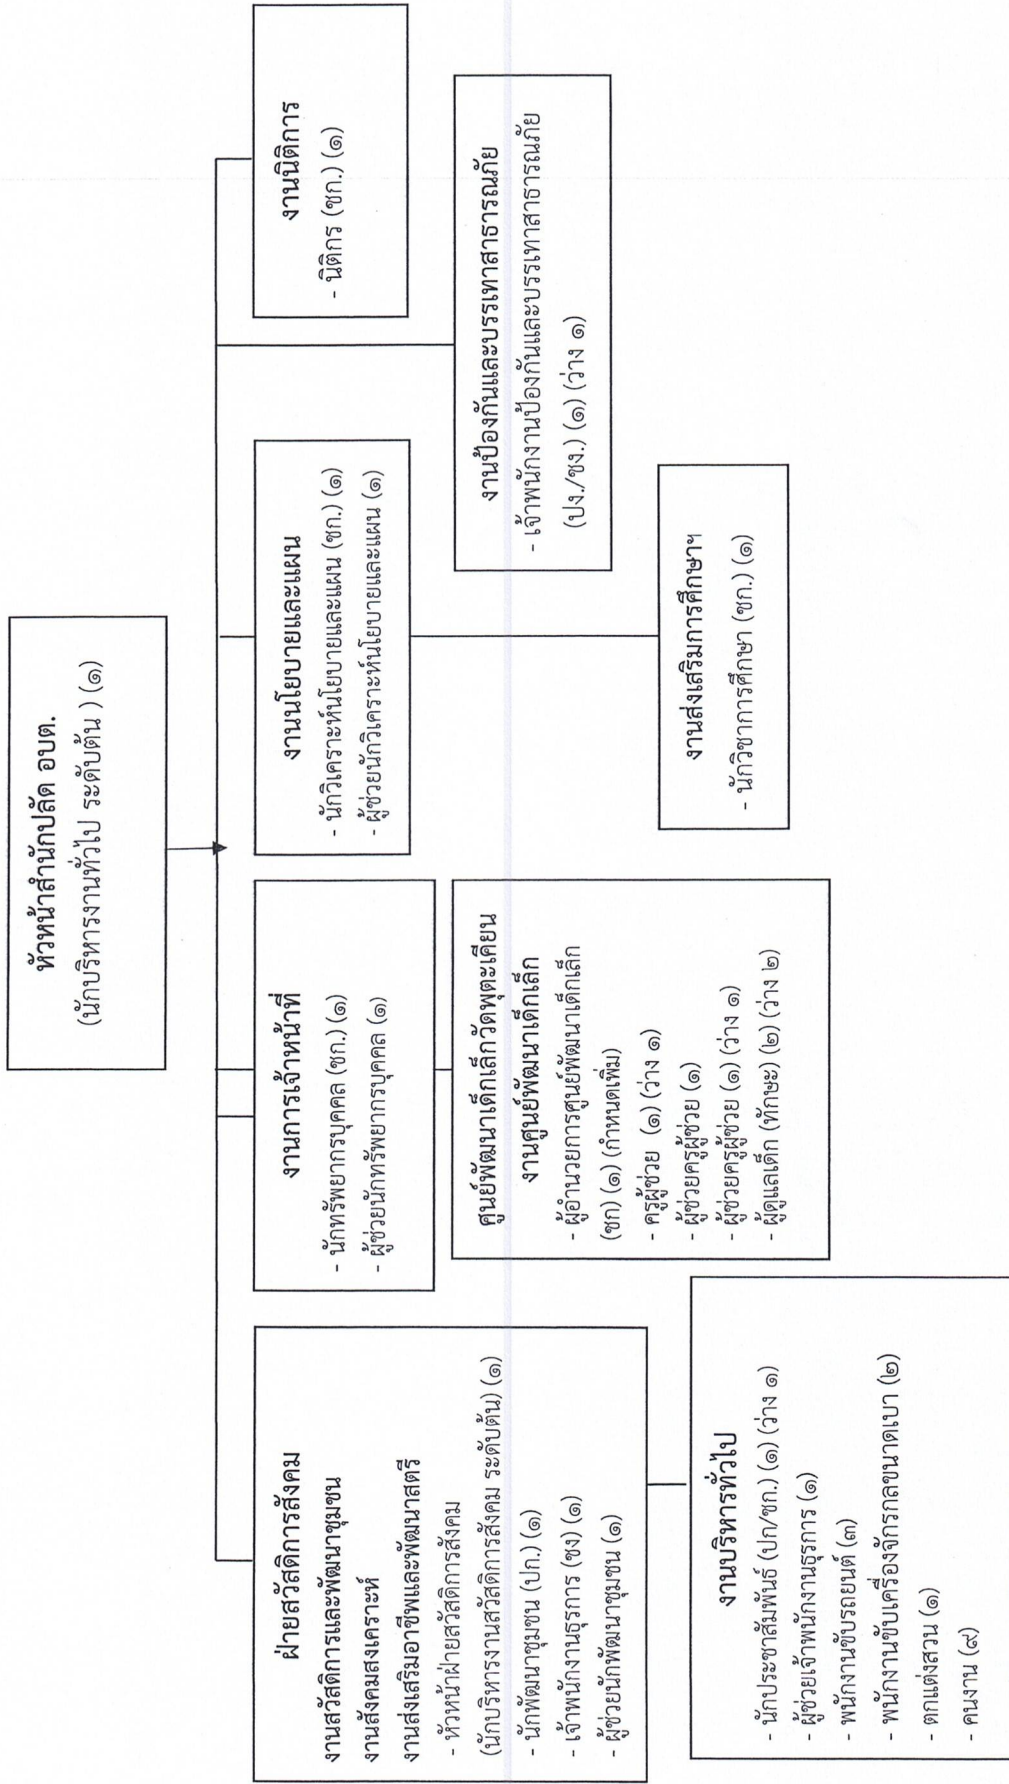 หัวหน้าสำนักปลัด อบต.
(นักบริหารงานทั่วไป ระดับต้น ) (๑)
ฝ่ายสวัสดิการสังคม
งานสวัสดิการและพัฒนาชุมชน
งานสังคมสงเคราะห์
งานส่งเสริมอาชีพและพัฒนาสตรี
- หัวหน้าฝ่ายสวัสดิการสังคม
(นักบริหารงานสวัสดิการสังคม ระดับต้น) (๑)
- นักพัฒนาชุมชน (ปก.) (๑)
- เจ้าพนักงานธุรการ (ชง) (๑)
- ผู้ช่วยนักพัฒนาชุมชน (๑)
งานบริหารทั่วไป
- นักประชาสัมพันธ์ (ปก/ชก.) (๑) (ว่าง ๑)
- ผู้ช่วยเจ้าพนักงานธุรการ (๑)
- พนักงานขับรถยนต์ (๓)
- พนักงานขับเครื่องจักรกลขนาดเบา (๒)
- ตกแต่งสวน (๑)
- คนงาน (๙)
งานการเจ้าหน้าที่
- นักทรัพยากรบุคคล (ชก.) (๑)
- ผู้ช่วยนักทรัพยากรบุคคล (๑)
ศูนย์พัฒนาเด็กเล็กวัดพุตะเคียน
งานศูนย์พัฒนาเด็กเล็ก
- ผู้อำนวยการศูนย์พัฒนาเด็กเล็ก
(ชก) (๑) (กำหนดเพิ่ม)
- ครูผู้ช่วย (๑) (ว่าง ๑)
- ผู้ช่วยครูผู้ช่วย (๑)
- ผู้ช่วยครูผู้ช่วย (๑) (ว่าง ๑)
- ผู้ดูแลเด็ก (ทักษะ) (๒) (ว่าง ๒)
งานนโยบายและแผน
- นักวิเคราะห์นโยบายและแผน (ชก.) (๑)
- ผู้ช่วยนักวิเคราะห์นโยบายและแผน (๑)
งานส่งเสริมการศึกษาฯ
- นักวิชาการศึกษา (ชก.) (๑)
งานป้องกันและบรรเทาสาธารณภัย
- เจ้าพนักงานป้องกันและบรรเทาสาธารณภัย
(ปง./ชง.) (๑) (ว่าง ๑)
งานนิติการ
- นิติกร (ชก.) (๑)